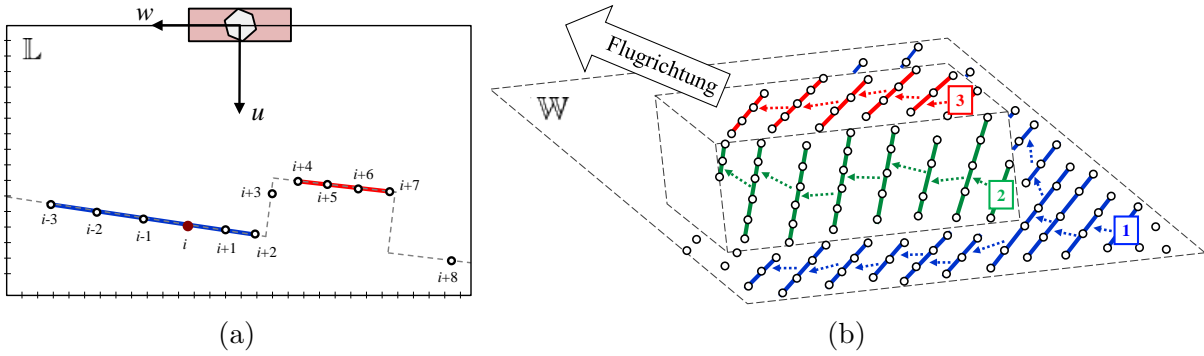 𝕃
w
u
i-3
i-2
i-1
i
i+1
i+2
i+3
i+4
i+5
i+6
i+7
i+8
(a)
Flugrichtung
𝕎
3
2
1
(b)